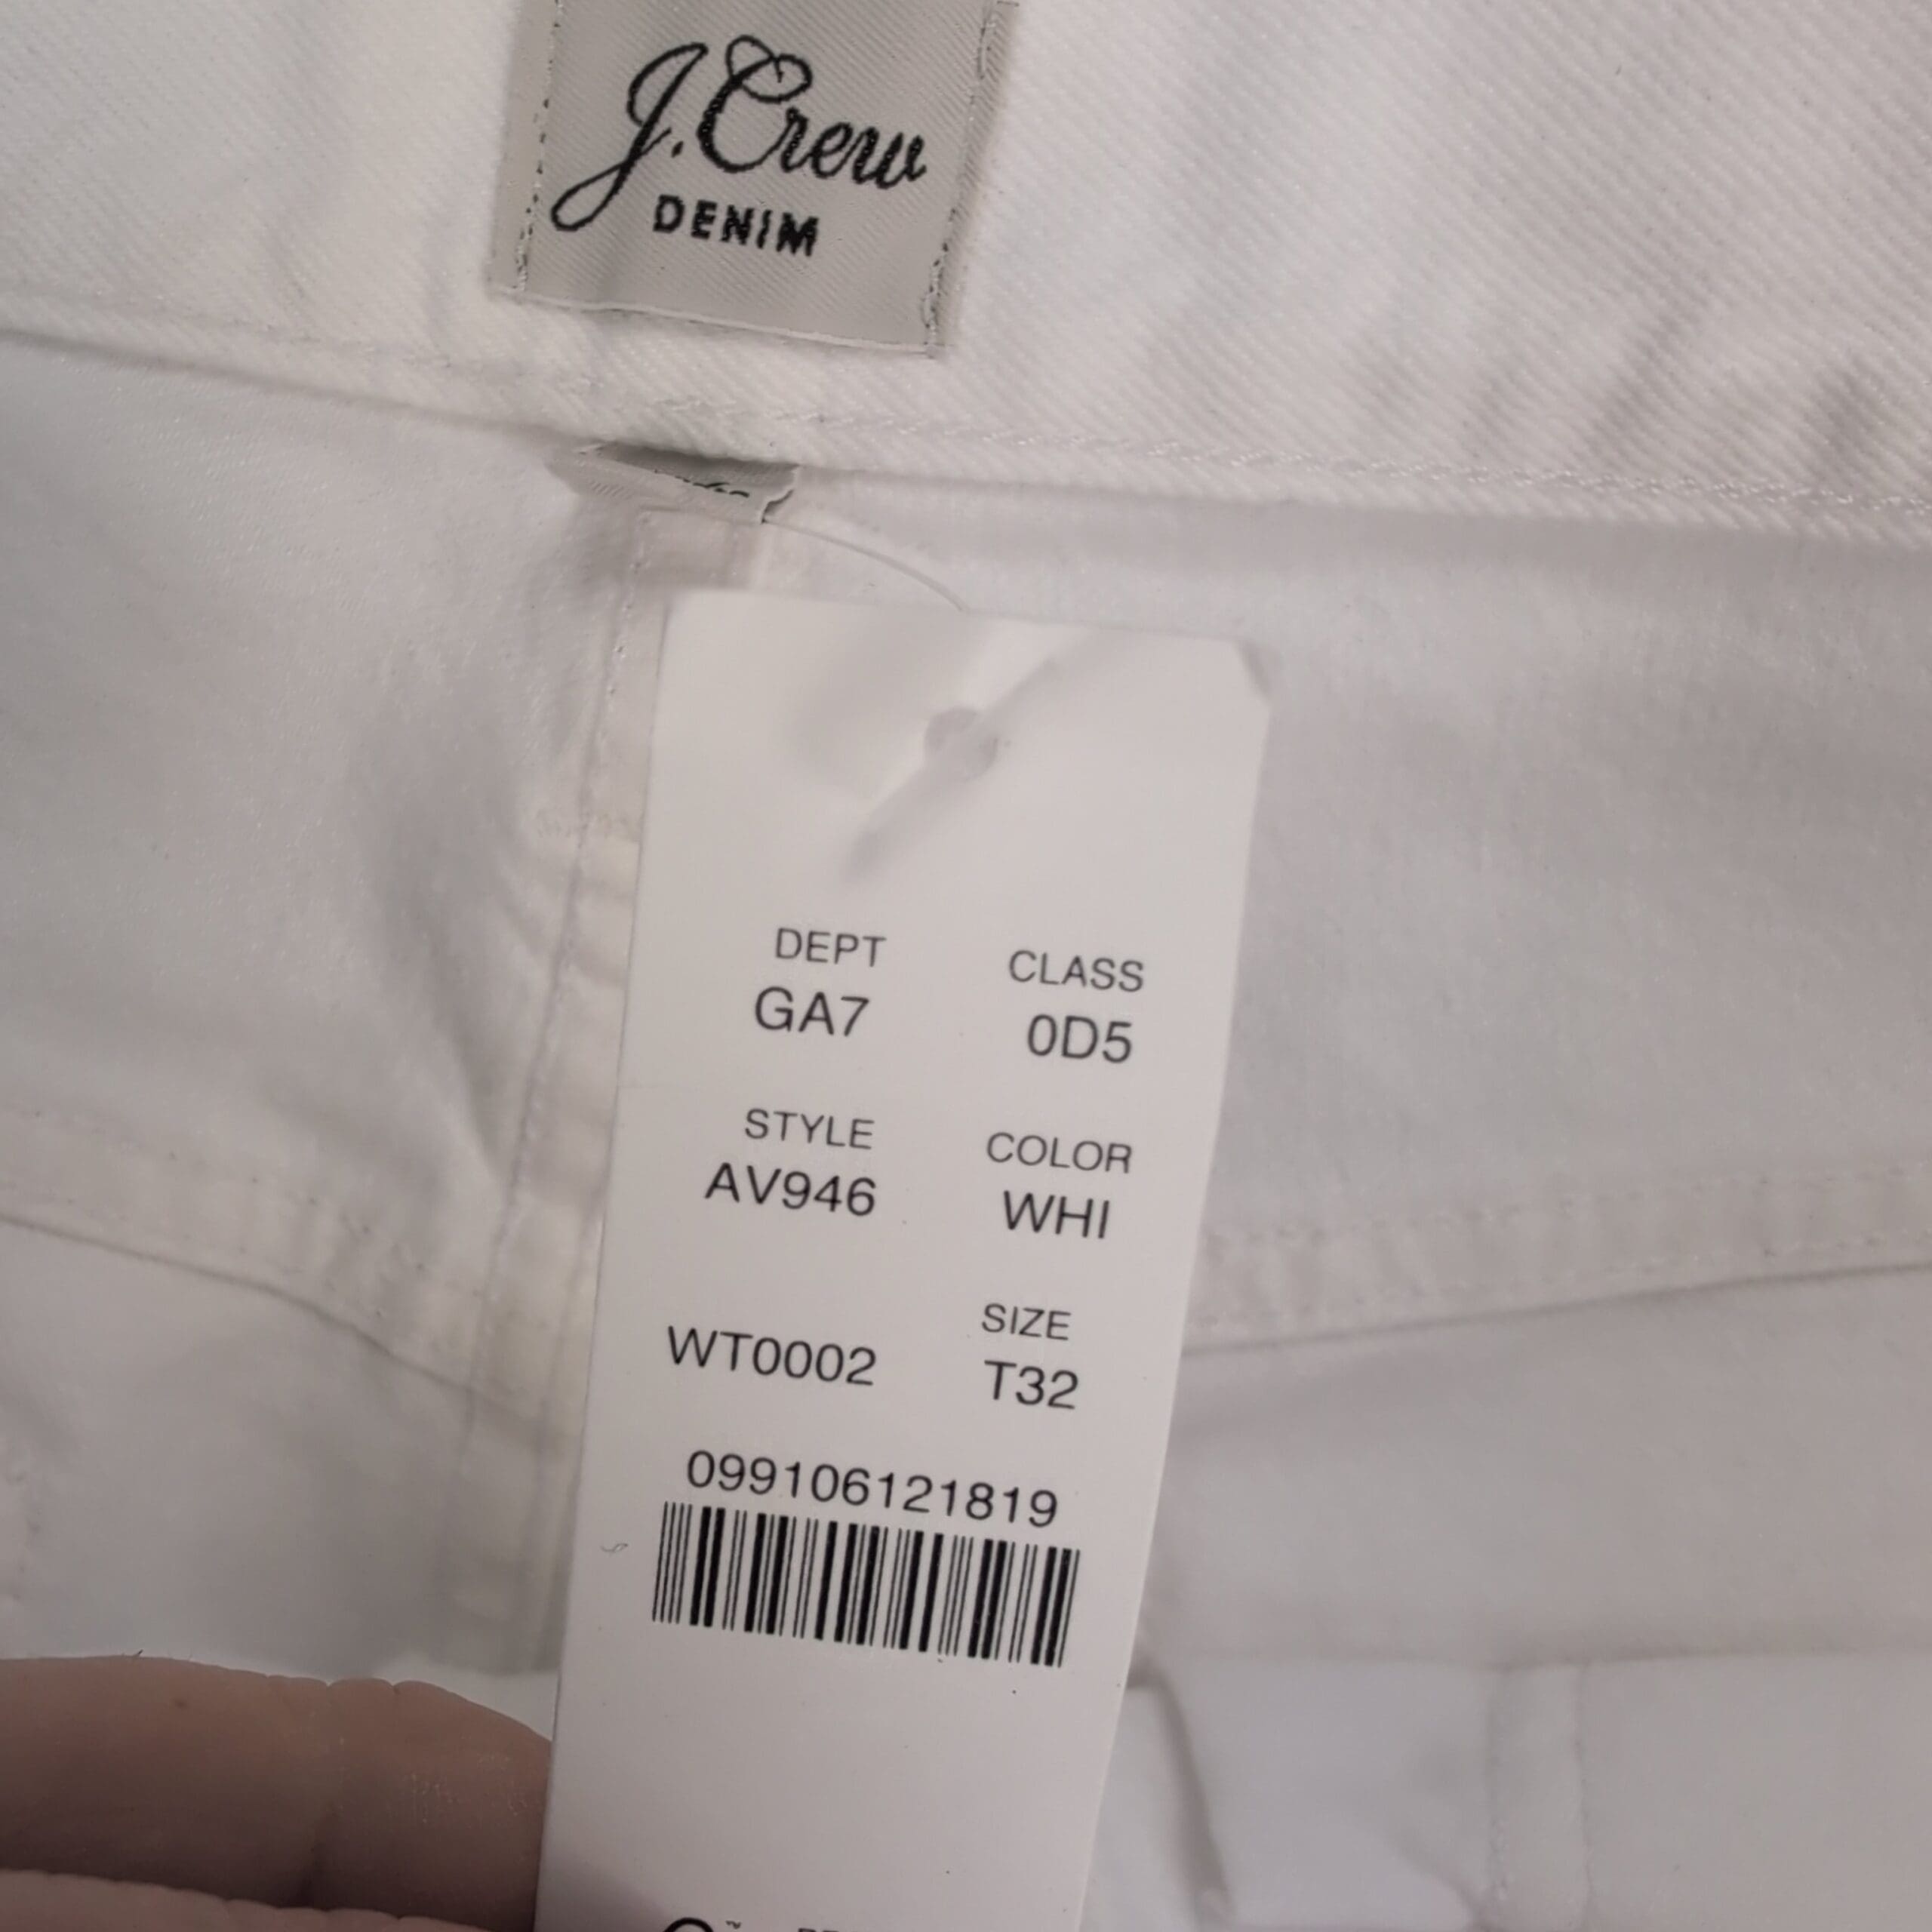 J.Crew
DENIM
DEPT CLASS
GA7 0D5
STYLE COLOR
AV946 WHI
SIZE
WT0002 T32
099106121819